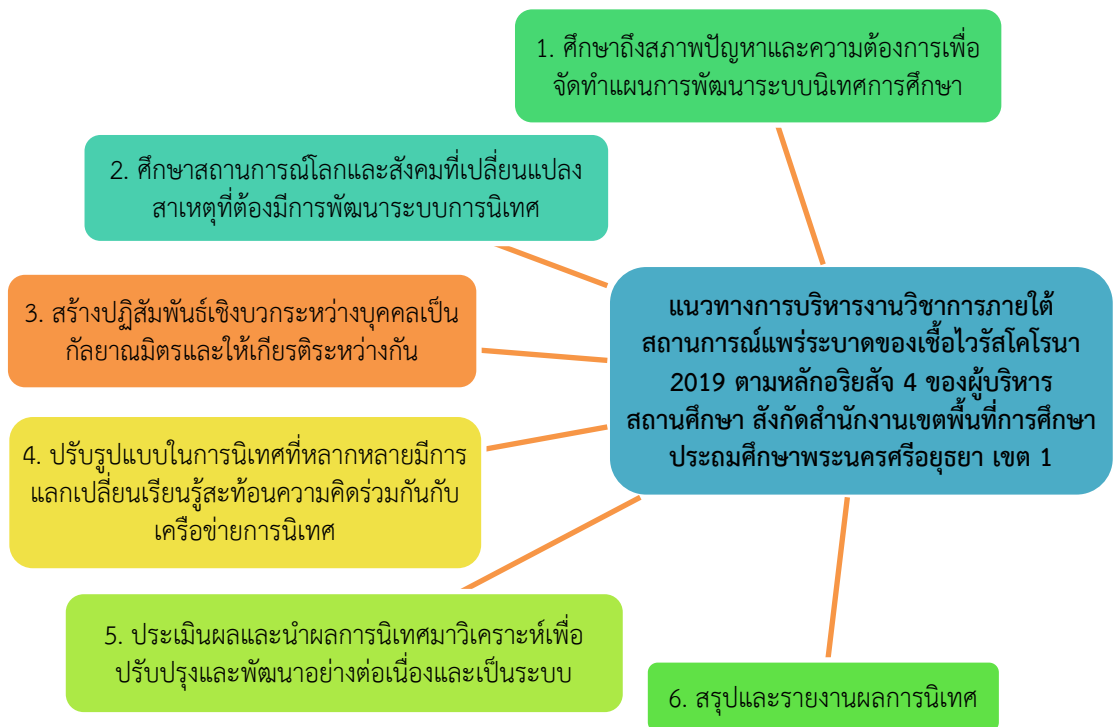 1. ศึกษาถึงสภาพปัญหาและความต้องการเพื่อ
จัดทำแผนการพัฒนาระบบนิเทศการศึกษา
2. ศึกษาสถานการณ์โลกและสังคมที่เปลี่ยนแปลง
สาเหตุที่ต้องมีการพัฒนาระบบการนิเทศ
3. สร้างปฏิสัมพันธ์เชิงบวกระหว่างบุคคลเป็น
กัลยาณมิตรและให้เกียรติระหว่างกัน
4. ปรับรูปแบบในการนิเทศที่หลากหลายมีการ
แลกเปลี่ยนเรียนรู้สะท้อนความคิดร่วมกันกับ
เครือข่ายการนิเทศ
5. ประเมินผลและนำผลการนิเทศมาวิเคราะห์เพื่อ
ปรับปรุงและพัฒนาอย่างต่อเนื่องและเป็นระบบ
6. สรุปและรายงานผลการนิเทศ
แนวทางการบริหารงานวิชาการภายใต้
สถานการณ์แพร่ระบาดของเชื้อไวรัสโคโรนา
2019 ตามหลักอริยสัจ 4 ของผู้บริหาร
สถานศึกษา สังกัดสำนักงานเขตพื้นที่การศึกษา
ประถมศึกษาพระนครศรีอยุธยา เขต 1